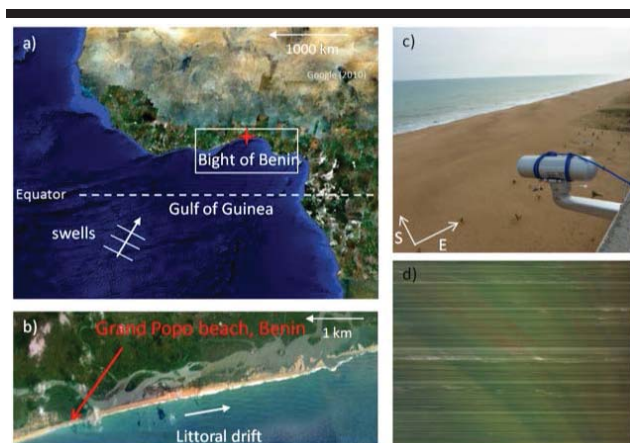 a)
1000 km
Google (2010)
Bight of Benin
Equator
Gulf of Guinea
swells
b)
Grand Popo beach, Benin
1 km
Littoral drift
c)
S
E
d)